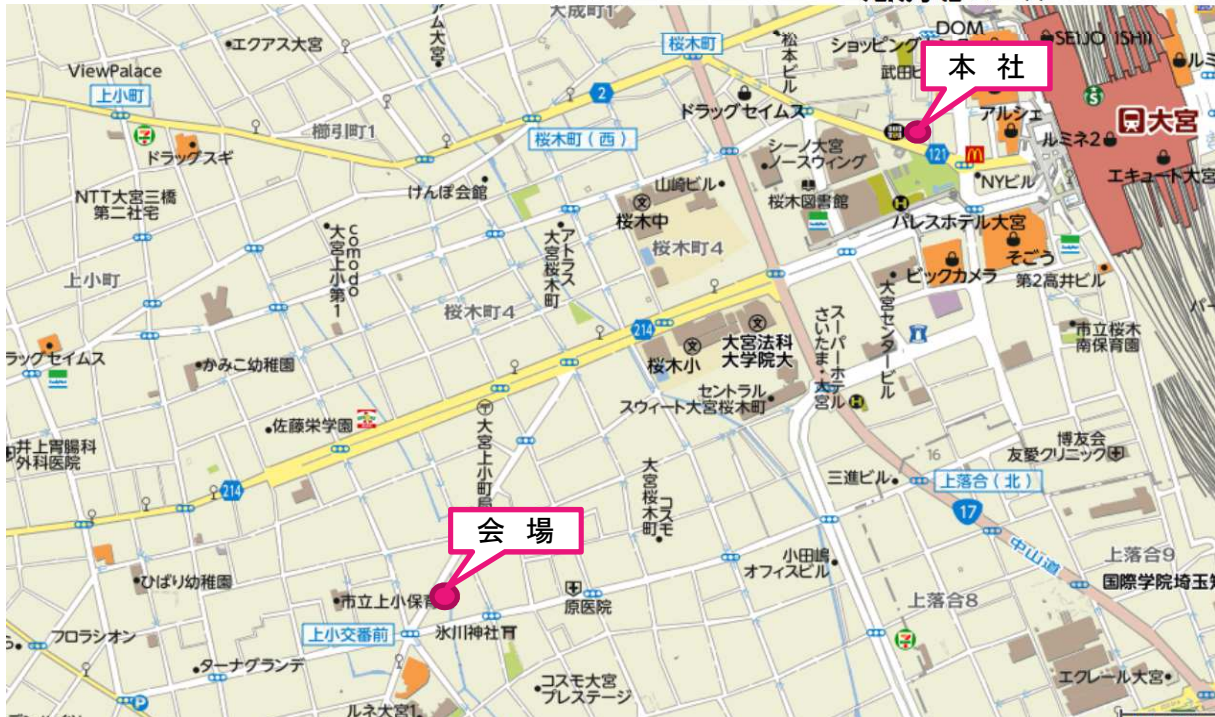 大成町1
エクアス大宮
アム大宮
桜木町
松本ビル
ショッピング
DOM
SEIJO ISHII
武田ビ
本 社
ルミ
ViewPalace
上小町
2
ドラッグセイムス
アルシェ
大宮
櫛引町1
桜木町(西)
シーノ大宮
ノースウィング
121
ルミネ2
ドラッグスギ
NYビル
エキュート大宮
NTT大宮三橋
第二社宅
けんぽ会館
山崎ビル
桜木図書館
桜木中
パレスホテル大宮
comodo
大宮上小第1
アトラス
大宮桜木町
桜木町4
そごう
上小町
ビックカメラ
第2高井ビル
桜木町4
大宮センタービル
214
大宮法科
大学院大
スーパーホテル
さいたま・大宮
市立桜木
南保育園
ラッグセイムス
かみこ幼稚園
桜木小
セントラル
スウィート大宮桜木町
佐藤栄学園
大宮上小町局
井上胃腸科
外科医院
16
博友会
友愛クリニック
214
コスモ
大宮桜木町
三進ビル
上落合(北)
17
会 場
中山道
小田嶋
オフィスビル
上落合9
ひばり幼稚園
市立上小保育
原医院
上落合8
国際学院埼玉短
フロラシオン
上小交番前
氷川神社
ターナグランデ
コスモ大宮
プレステージ
エクレール大宮
P
ルネ大宮1